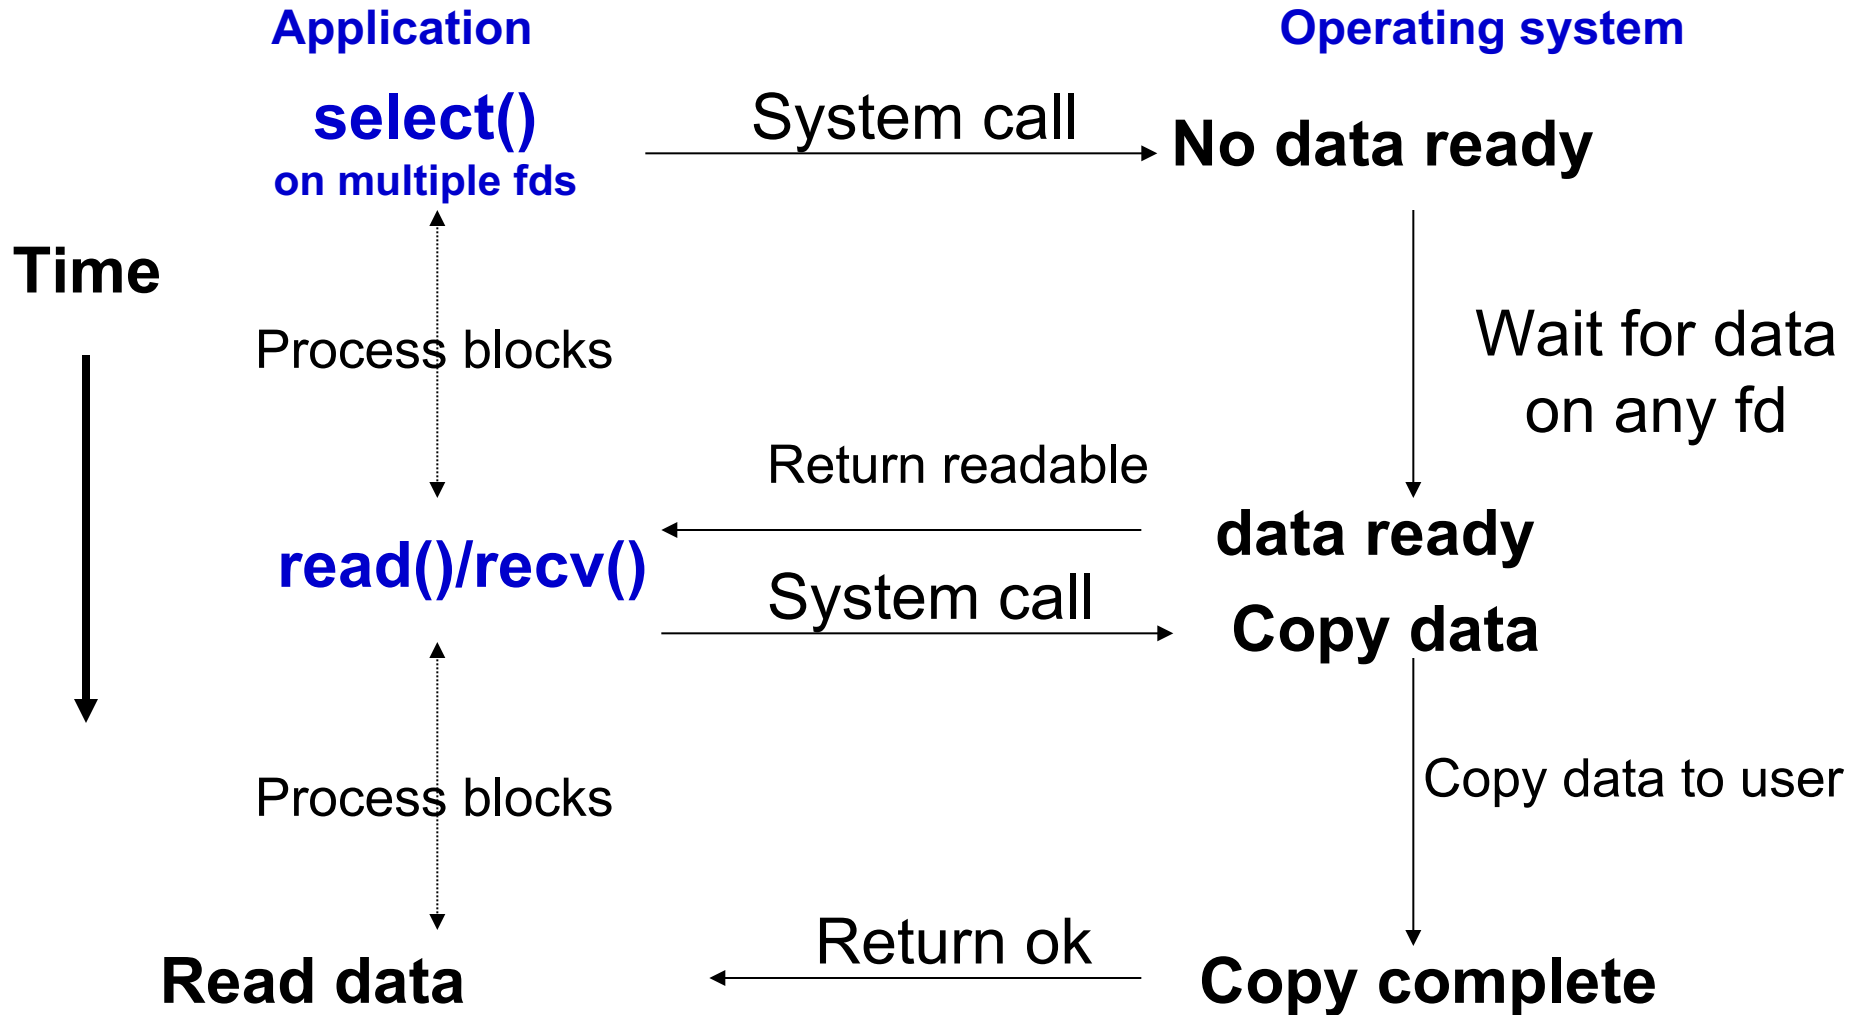 Application
Operating system
select()
on multiple fds
System call
No data ready
Time
Process blocks
Wait for data
on any fd
Return readable
data ready
read()/recv()
System call
Copy data
Process blocks
Copy data to user
Return ok
Read data
Copy complete